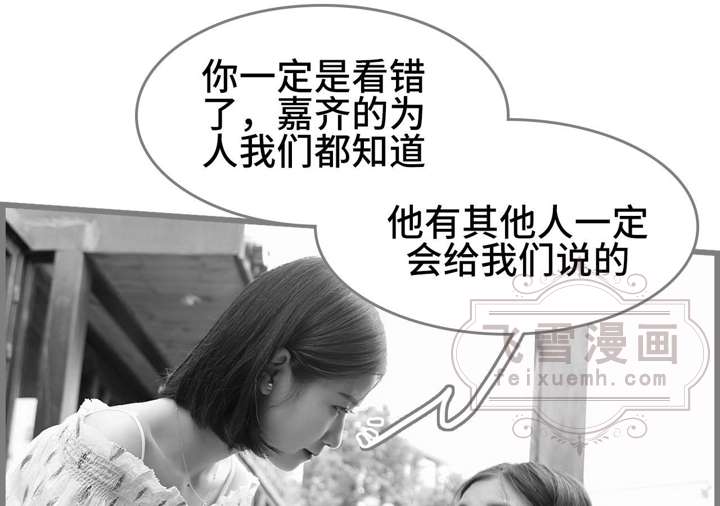 你一定是看错
了，嘉齐的为
人我们都知道
他有其他人一定
会给我们说的
飞雪漫画
feixuemh.com